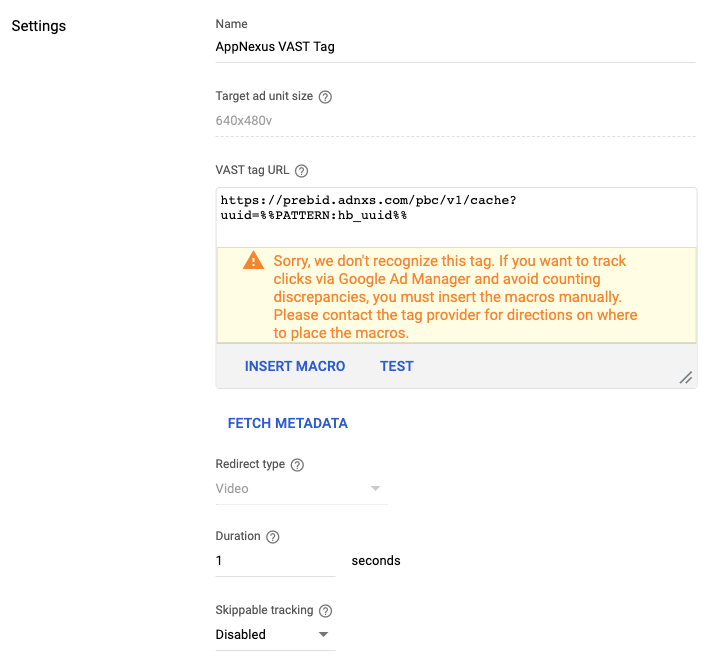 Settings
Name
AppNexus VAST Tag
Target ad unit size
640x480v
VAST tag URL
https://prebid.adnxs.com/pbc/v1/cache?
uuid=%%PATTERN:hb_uuid%%
Sorry, we don't recognize this tag. If you want to track
clicks via Google Ad Manager and avoid counting
discrepancies, you must insert the macros manually.
Please contact the tag provider for directions on where
to place the macros.
INSERT MACRO TEST
FETCH METADATA
Redirect type
Video
Duration
1 seconds
Skippable tracking
Disabled